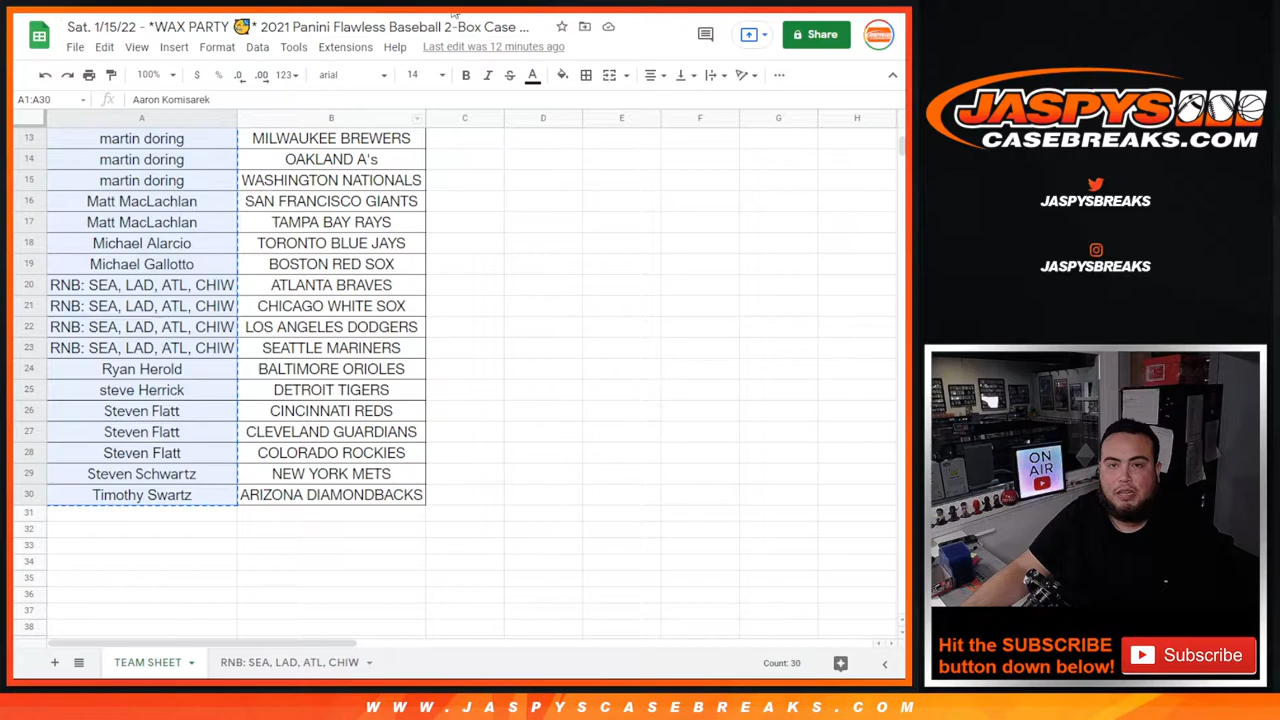 Sat. 1/15/22 - *WAX PARTY 🥳* 2021 Panini Flawless Baseball 2-Box Case ...
File Edit View Insert Format Data Tools Extensions Help Last edit was 12 minutes ago
Share
100% $ % .0 .00 123 arial 14 B I S A
A1:A30 fx Aaron Komisarek
A B C D E F G H
13 martin doring MILWAUKEE BREWERS
14 martin doring OAKLAND A's
15 martin doring WASHINGTON NATIONALS
16 Matt MacLachlan SAN FRANCISCO GIANTS
17 Matt MacLachlan TAMPA BAY RAYS
18 Michael Alarcio TORONTO BLUE JAYS
19 Michael Gallotto BOSTON RED SOX
20 RNB: SEA, LAD, ATL, CHIW ATLANTA BRAVES
21 RNB: SEA, LAD, ATL, CHIW CHICAGO WHITE SOX
22 RNB: SEA, LAD, ATL, CHIW LOS ANGELES DODGERS
23 RNB: SEA, LAD, ATL, CHIW SEATTLE MARINERS
24 Ryan Herold BALTIMORE ORIOLES
25 steve Herrick DETROIT TIGERS
26 Steven Flatt CINCINNATI REDS
27 Steven Flatt CLEVELAND GUARDIANS
28 Steven Flatt COLORADO ROCKIES
29 Steven Schwartz NEW YORK METS
30 Timothy Swartz ARIZONA DIAMONDBACKS
31
32
33
34
35
36
37
38
TEAM SHEET RNB: SEA, LAD, ATL, CHIW Count: 30
JASPYS
CASEBREAKS.COM
JASPYSBREAKS
JASPYSBREAKS
ON
AIR
Hit the SUBSCRIBE
button down below!
Subscribe
WWW.JASPYSCASEBREAKS.COM